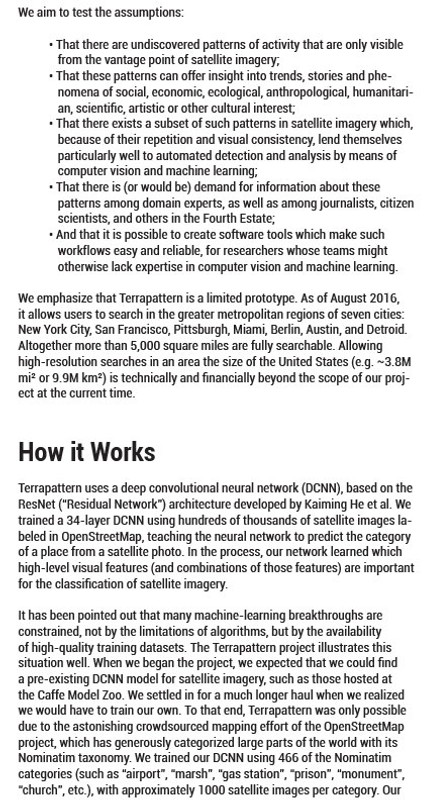 We aim to test the assumptions:
• That there are undiscovered patterns of activity that are only visible
from the vantage point of satellite imagery;
• That these patterns can offer insight into trends, stories and phe-
nomena of social, economic, ecological, anthropological, humanitari-
an, scientific, artistic or other cultural interest;
• That there exists a subset of such patterns in satellite imagery which,
because of their repetition and visual consistency, lend themselves
particularly well to automated detection and analysis by means of
computer vision and machine learning;
• That there is (or would be) demand for information about these
patterns among domain experts, as well as among journalists, citizen
scientists, and others in the Fourth Estate;
• And that it is possible to create software tools which make such
workflows easy and reliable, for researchers whose teams might
otherwise lack expertise in computer vision and machine learning.
We emphasize that Terrapattern is a limited prototype. As of August 2016,
it allows users to search in the greater metropolitan regions of seven cities:
New York City, San Francisco, Pittsburgh, Miami, Berlin, Austin, and Detroid.
Altogether more than 5,000 square miles are fully searchable. Allowing
high-resolution searches in an area the size of the United States (e.g. ~3.8M
mi² or 9.9M km²) is technically and financially beyond the scope of our proj-
ect at the current time.
How it Works
Terrapattern uses a deep convolutional neural network (DCNN), based on the
ResNet (“Residual Network”) architecture developed by Kaiming He et al. We
trained a 34-layer DCNN using hundreds of thousands of satellite images la-
beled in OpenStreetMap, teaching the neural network to predict the category
of a place from a satellite photo. In the process, our network learned which
high-level visual features (and combinations of those features) are important
for the classification of satellite imagery.
It has been pointed out that many machine-learning breakthroughs are
constrained, not by the limitations of algorithms, but by the availability
of high-quality training datasets. The Terrapattern project illustrates this
situation well. When we began the project, we expected that we could find
a pre-existing DCNN model for satellite imagery, such as those hosted at
the Caffe Model Zoo. We settled in for a much longer haul when we realized
we would have to train our own. To that end, Terrapattern was only possible
due to the astonishing crowdsourced mapping effort of the OpenStreetMap
project, which has generously categorized large parts of the world with its
Nominatim taxonomy. We trained our DCNN using 466 of the Nominatim
categories (such as “airport”, “marsh”, “gas station”, “prison”, “monument”,
“church”, etc.), with approximately 1000 satellite images per category. Our